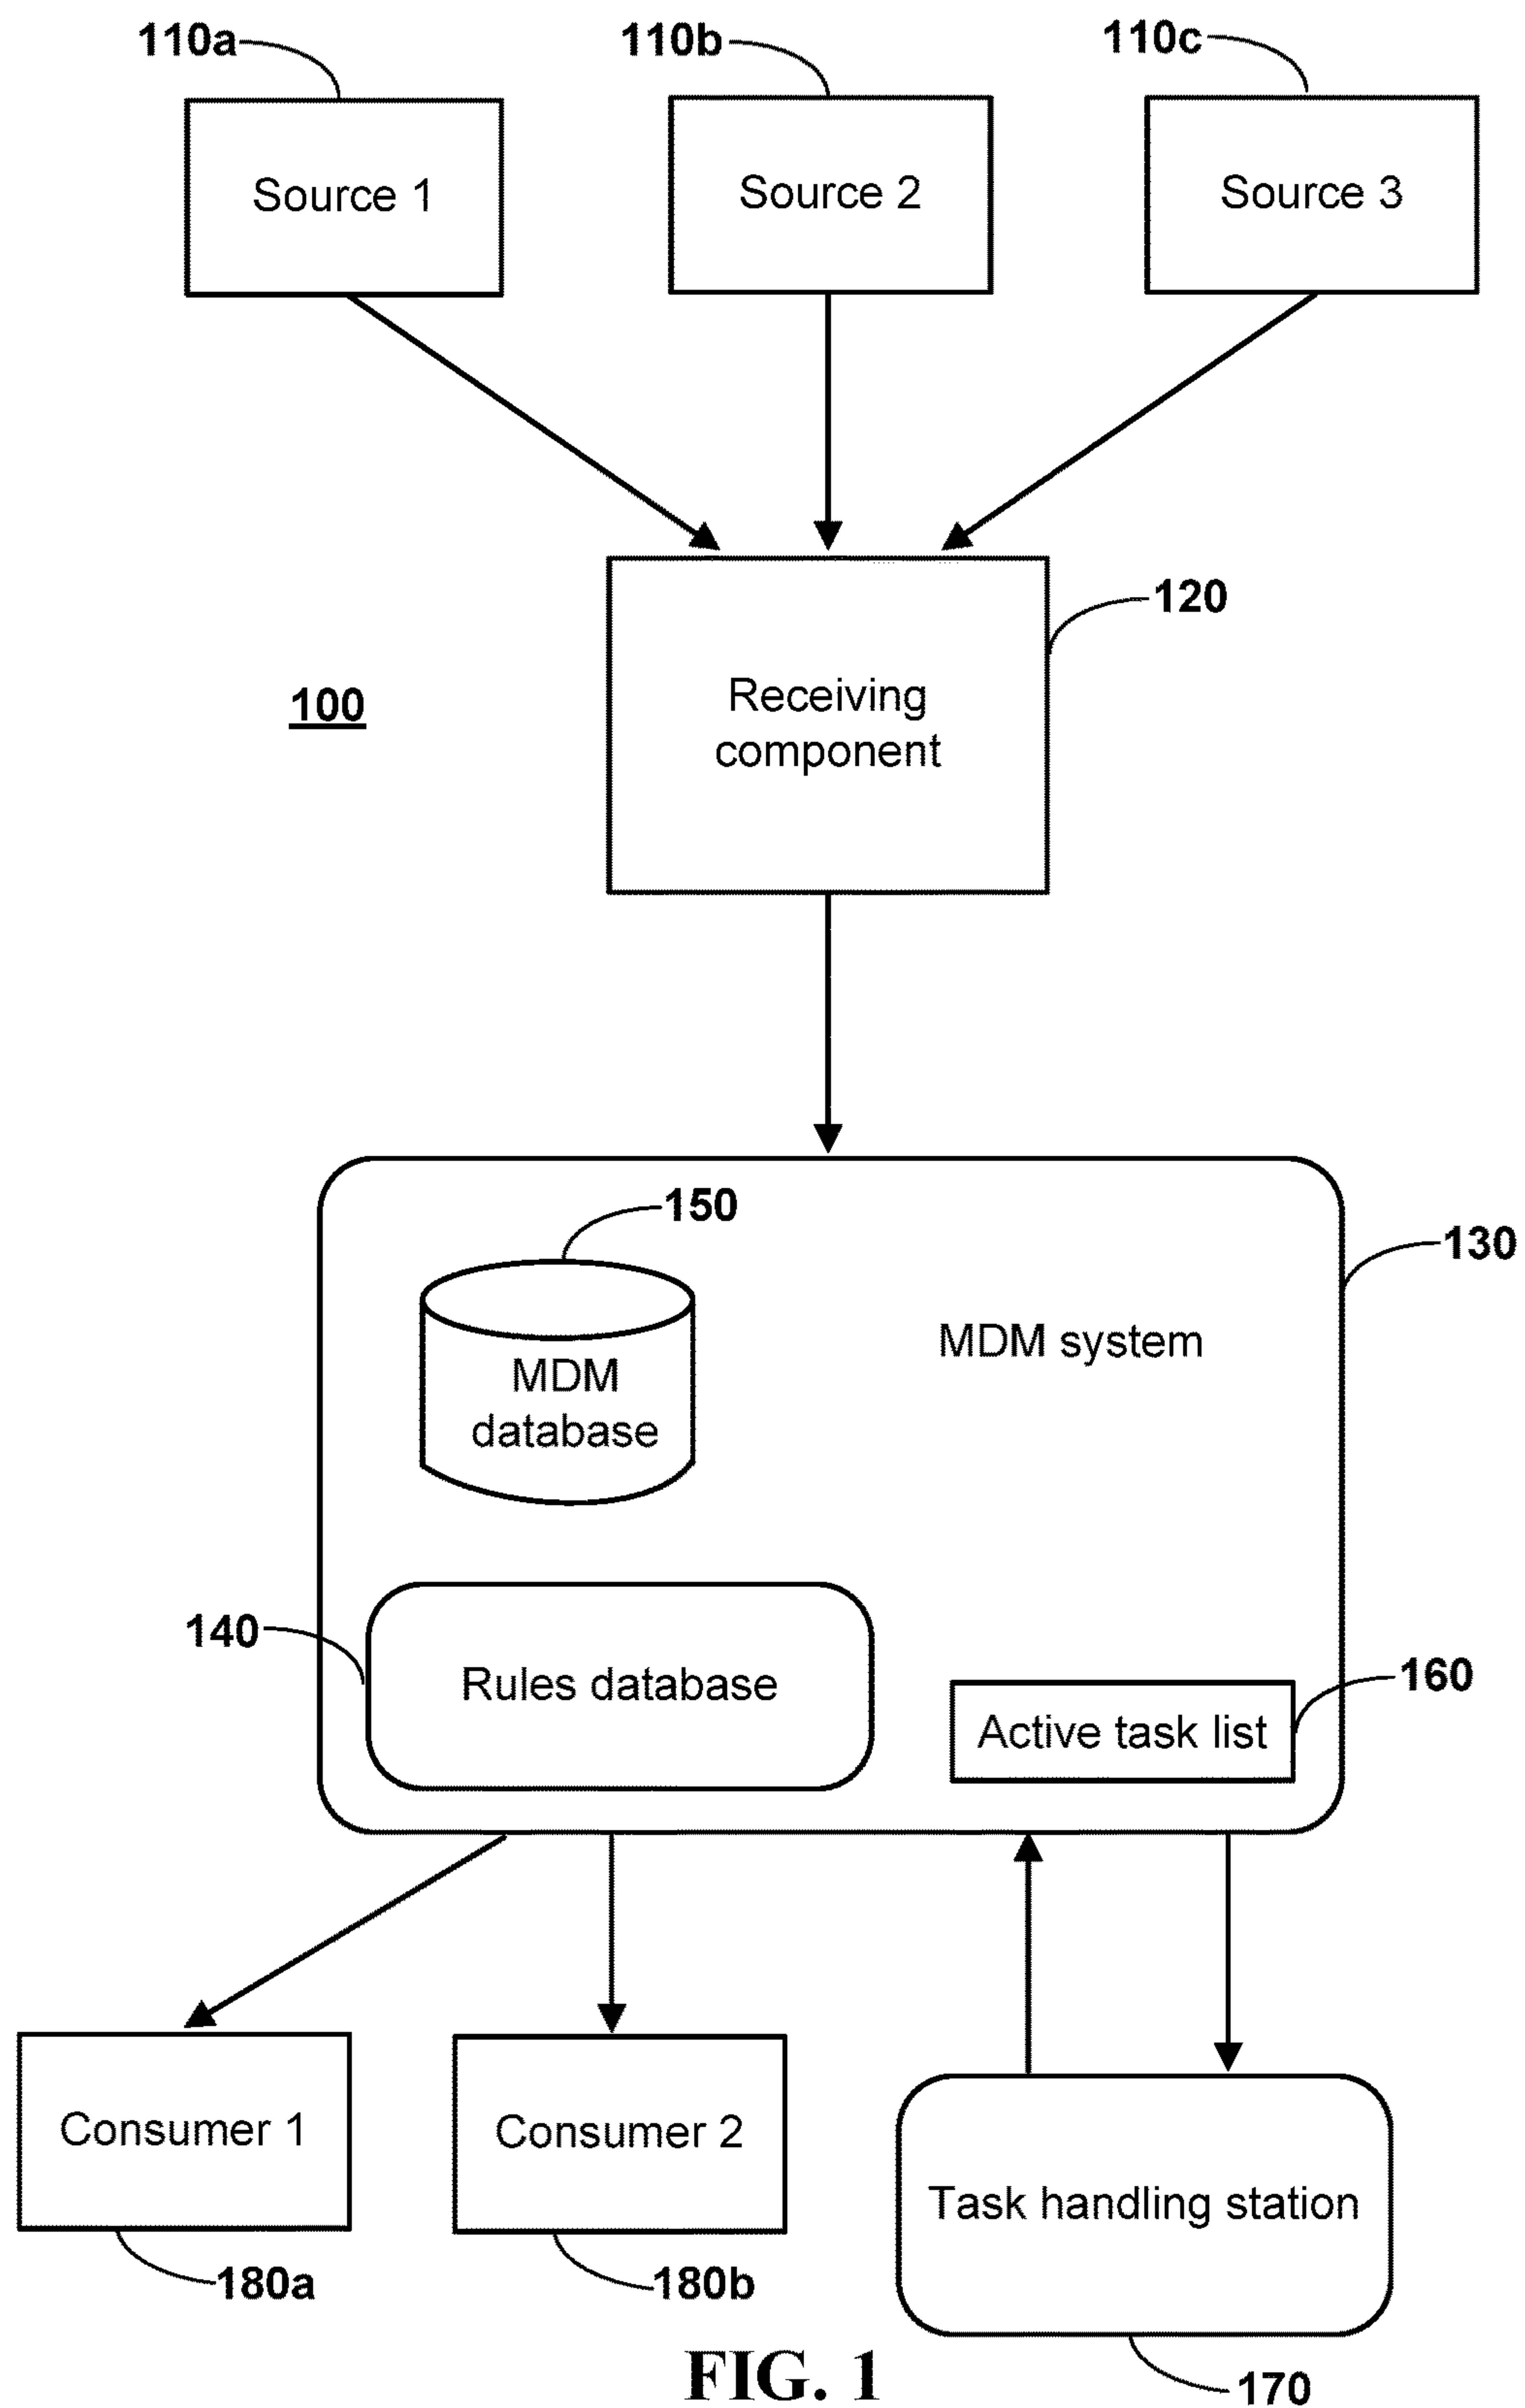 110a
110b
110c
Source 1
Source 2
Source 3
120
Receiving
component
100
150
130
MDM system
MDM
database
140
Rules database
160
Active task list
Consumer 1
Consumer 2
Task handling station
180a
180b
170
FIG. 1